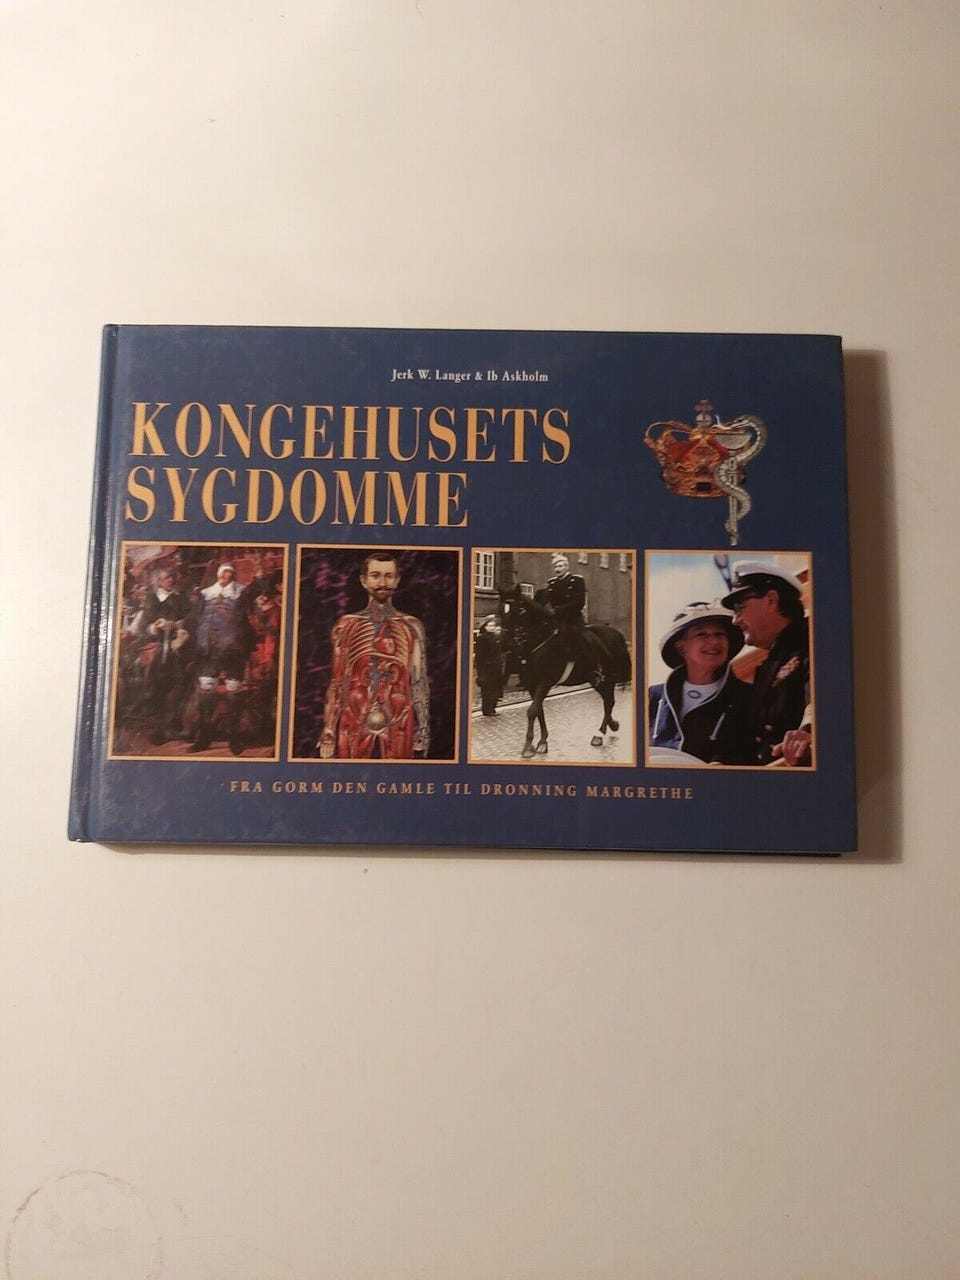 Jerk W. Langer & Ib Askholm
KONGEHUSETS
SYGDOMME
FRA GORM DEN GAMLE TIL DRONNING MARGRETHE